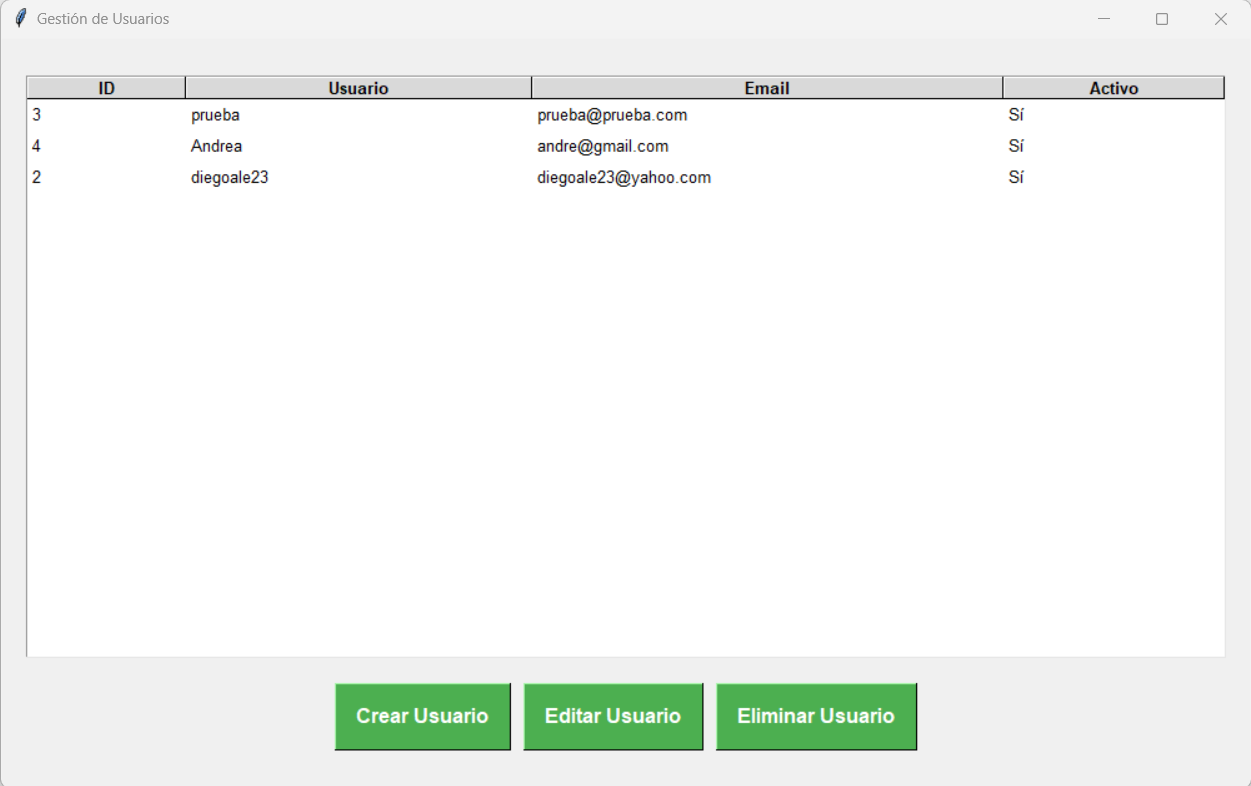 Gestión de Usuarios
ID Usuario Email Activo
3 prueba prueba@prueba.com Sí
4 Andrea andre@gmail.com Sí
2 diegoale23 diegoale23@yahoo.com Sí
Crear Usuario Editar Usuario Eliminar Usuario